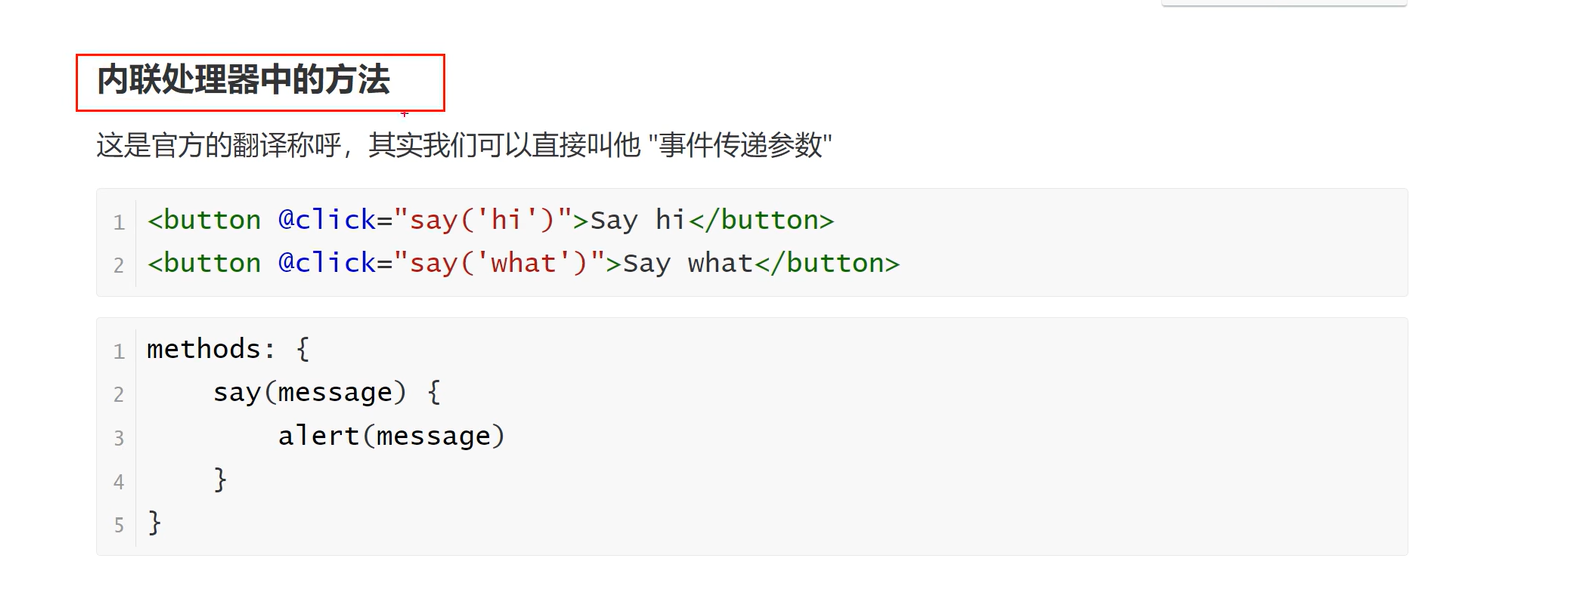 内联处理器中的方法
这是官方的翻译称呼，其实我们可以直接叫他 "事件传递参数"
1 <button @click="say('hi')">Say hi</button>
2 <button @click="say('what')">Say what</button>
1 methods: {
2     say(message) {
3         alert(message)
4     }
5 }